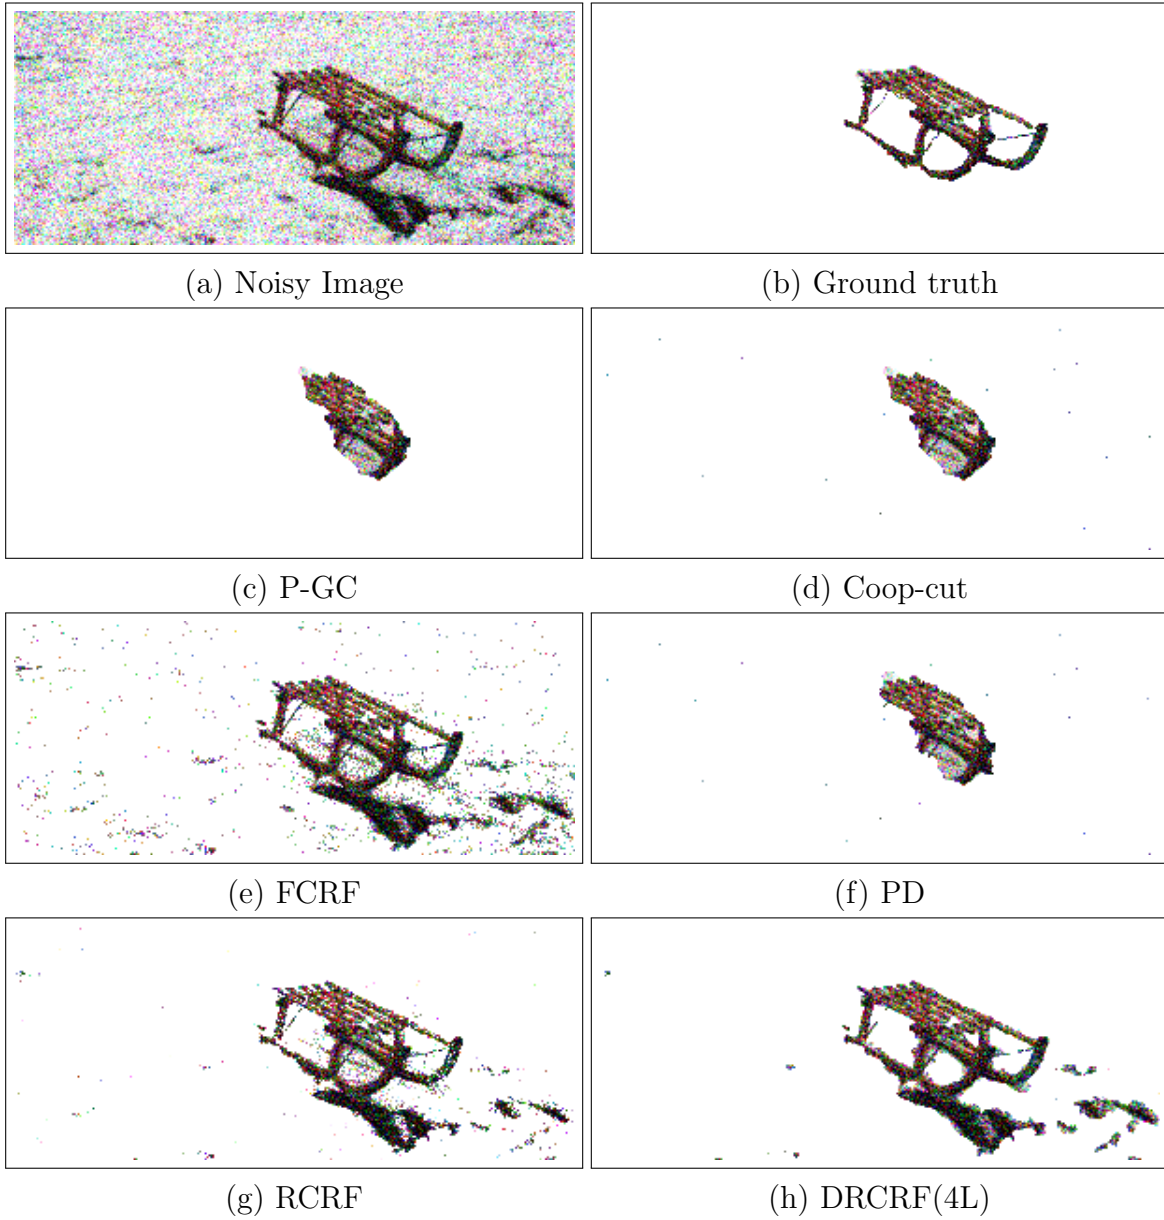 (a) Noisy Image
(b) Ground truth
(c) P-GC
(d) Coop-cut
(e) FCRF
(f) PD
(g) RCRF
(h) DRCRF(4L)